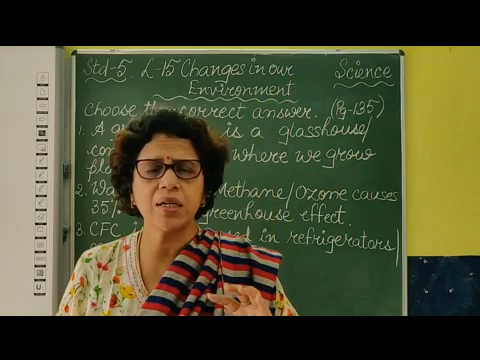 Std-5. L-15 Changes in our Science
Environment
Choose the correct answer. (Pg-135)
1. A is a glasshouse/
where we grow
2. Methane/Ozone causes
35% greenhouse effect.
3. CFC in refrigerators/